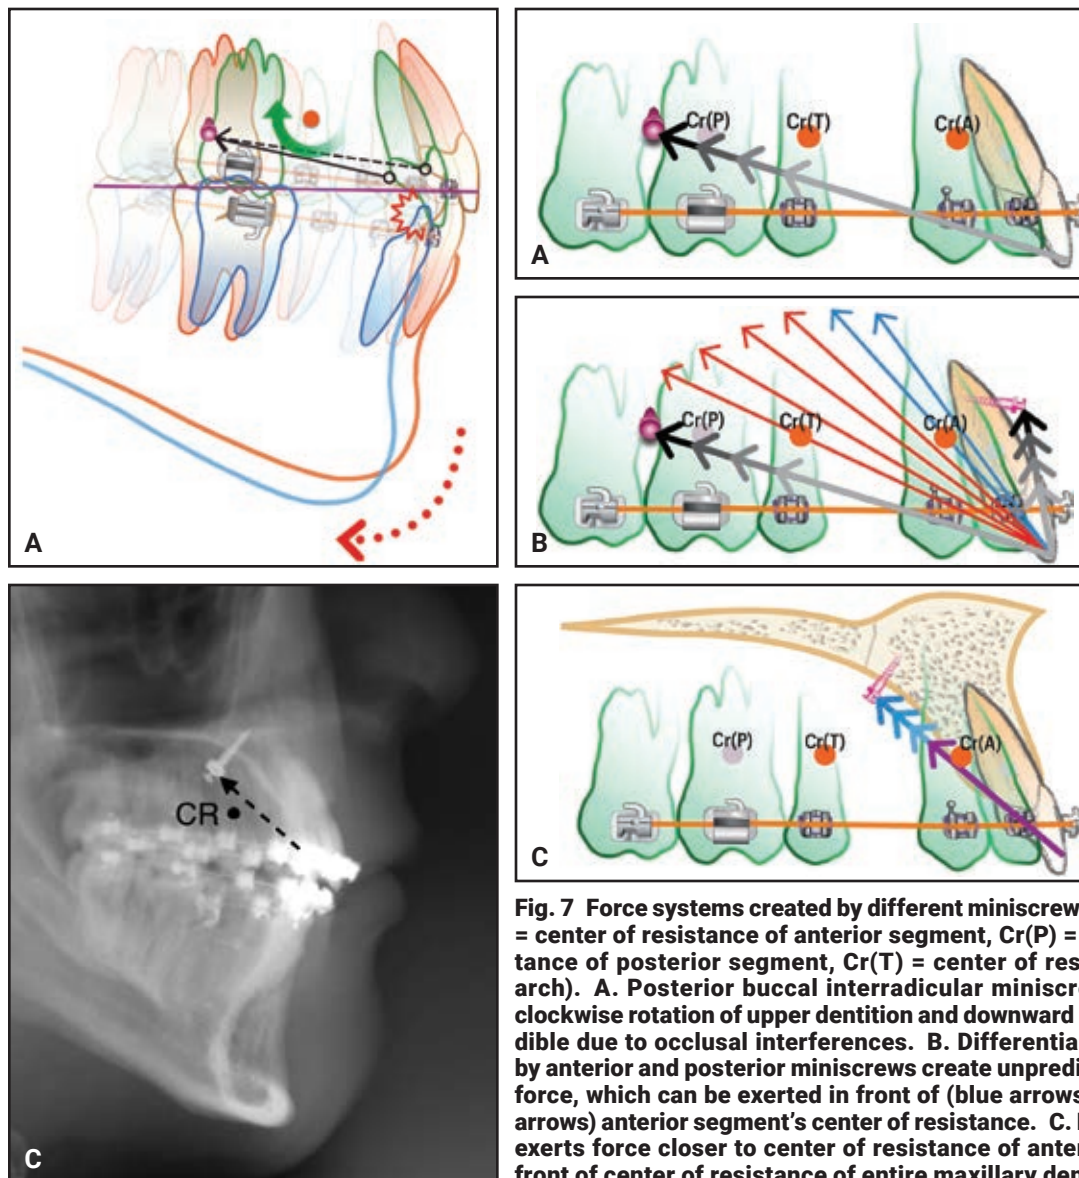 A
Cr(P)
Cr(T)
Cr(A)
A
Cr(P)
Cr(T)
Cr(A)
B
CR
C
Cr(P)
Cr(T)
Cr(A)
C
Fig. 7 Force systems created by different miniscrew
= center of resistance of anterior segment, Cr(P) =
tance of posterior segment, Cr(T) = center of res
arch). A. Posterior buccal interradicular miniscr
clockwise rotation of upper dentition and downward
dible due to occlusal interferences. B. Differentia
by anterior and posterior miniscrews create unpredi
force, which can be exerted in front of (blue arrows
arrows) anterior segment's center of resistance. C.
exerts force closer to center of resistance of anter
front of center of resistance of entire maxillary den